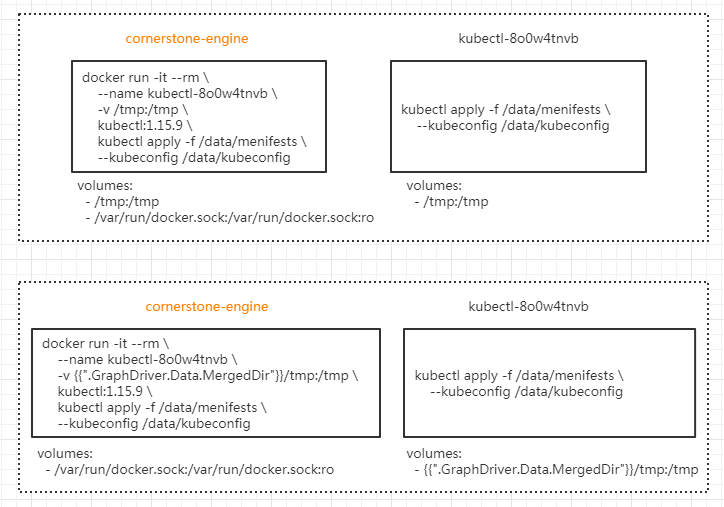 cornerstone-engine
kubectl-8o0w4tnvb
docker run -it --rm \
--name kubectl-8o0w4tnvb \
-v /tmp:/tmp \
kubectl:1.15.9 \
kubectl apply -f /data/menifests \
--kubeconfig /data/kubeconfig
kubectl apply -f /data/menifests \
--kubeconfig /data/kubeconfig
volumes:
- /tmp:/tmp
- /var/run/docker.sock:/var/run/docker.sock:ro
volumes:
- /tmp:/tmp
cornerstone-engine
kubectl-8o0w4tnvb
docker run -it --rm \
--name kubectl-8o0w4tnvb \
-v {{".GraphDriver.Data.MergedDir"}}/tmp:/tmp \
kubectl:1.15.9 \
kubectl apply -f /data/menifests \
--kubeconfig /data/kubeconfig
kubectl apply -f /data/menifests \
--kubeconfig /data/kubeconfig
volumes:
- /var/run/docker.sock:/var/run/docker.sock:ro
volumes:
- {{".GraphDriver.Data.MergedDir"}}/tmp:/tmp